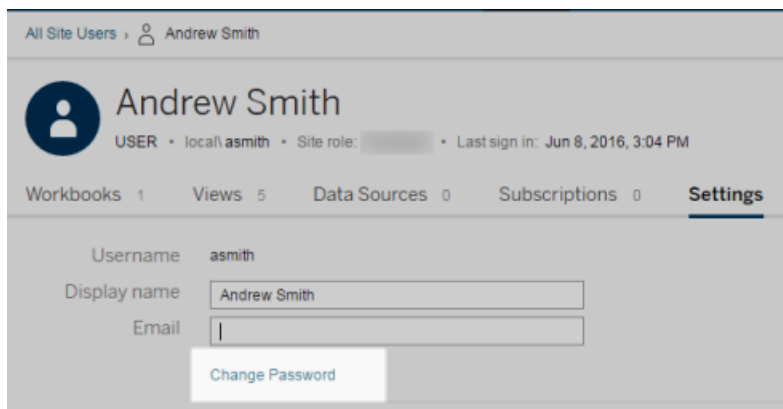 All Site Users › Andrew Smith
Andrew Smith
USER • local\asmith • Site role: • Last sign in: Jun 8, 2016, 3:04 PM
Workbooks 1 Views 5 Data Sources 0 Subscriptions 0 Settings
Username asmith
Display name Andrew Smith
Email
Change Password